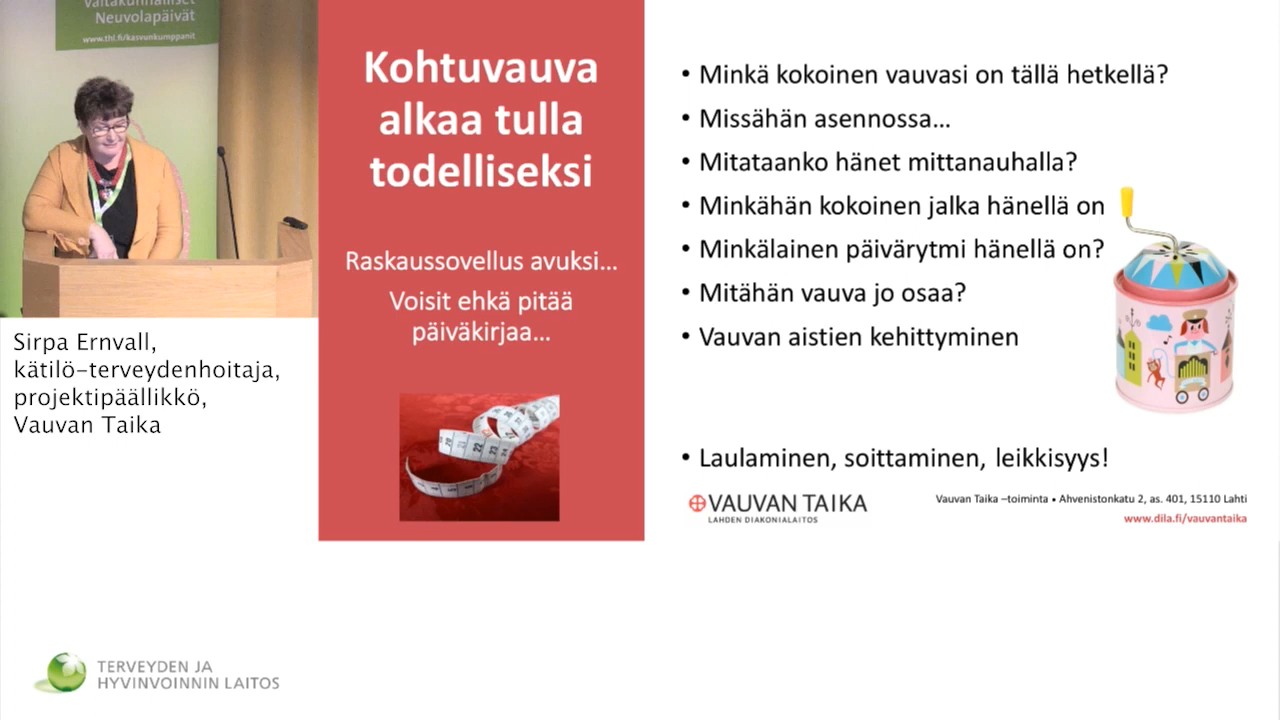 Valtakunnalliset
Neuvolapäivät
www.thl.fi/kasvunkumppanit
Sirpa Ernvall,
kätilö-terveydenhoitaja,
projektipäällikkö,
Vauvan Taika
Kohtuvauva
alkaa tulla
todelliseksi
Raskaussovellus avuksi...
Voisit ehkä pitää
päiväkirjaa...
• Minkä kokoinen vauvasi on tällä hetkellä?
• Missähän asennossa...
• Mitataanko hänet mittanauhalla?
• Minkähän kokoinen jalka hänellä on
• Minkälainen päivärytmi hänellä on?
• Mitähän vauva jo osaa?
• Vauvan aistien kehittyminen
• Laulaminen, soittaminen, leikkisyys!
VAUVAN TAIKA
LAHDEN DIAKONIALAITOS
Vauvan Taika –toiminta • Ahvenistonkatu 2, as. 401, 15110 Lahti
www.dila.fi/vauvantaika
TERVEYDEN JA
HYVINVOINNIN LAITOS